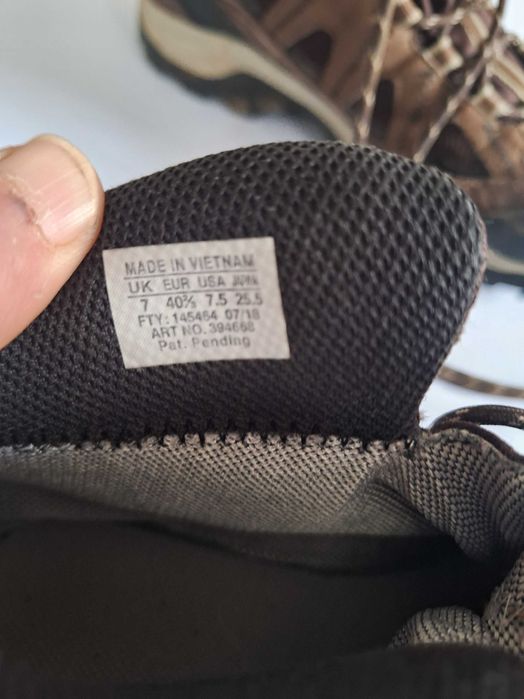 MADE IN VIETNAM
UK EUR USA JAPAN
7 40⅔ 7.5 25.5
FTY: 145464 07/18
ART NO. 394668
Pat. Pending